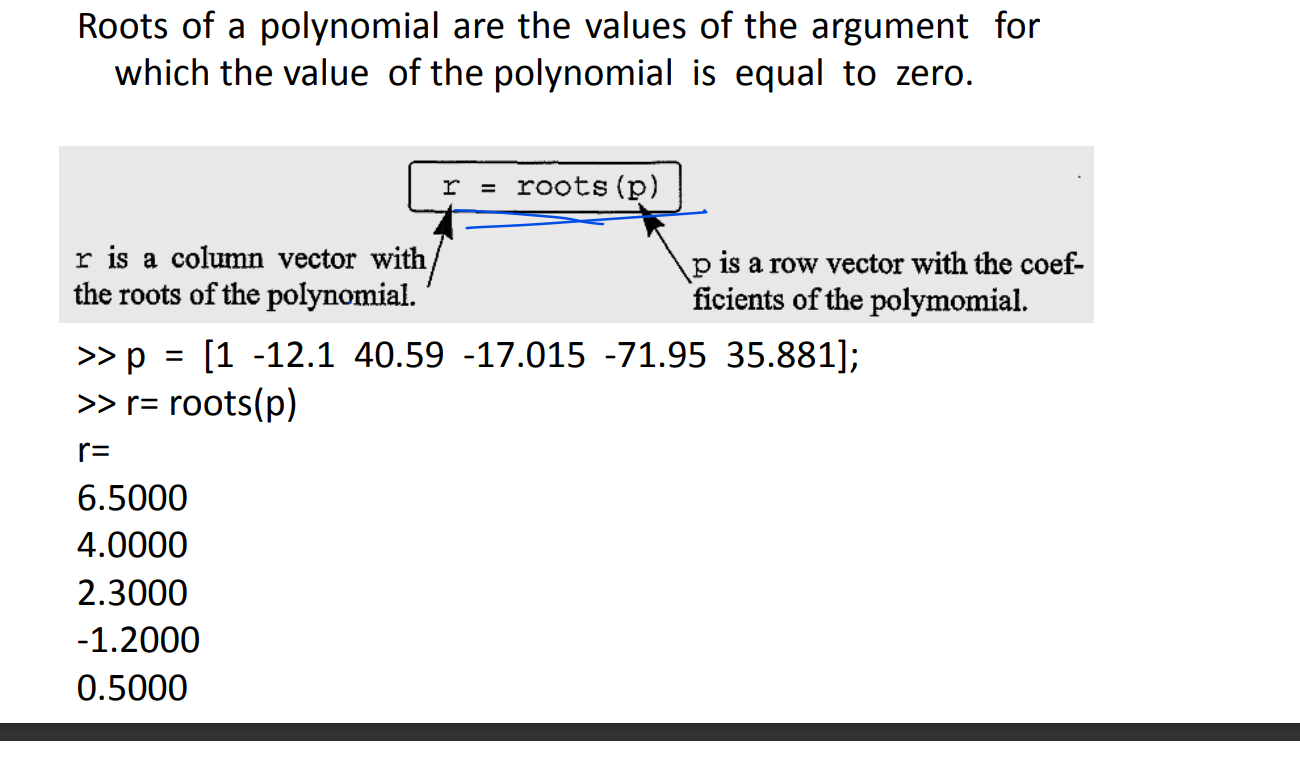 Roots of a polynomial are the values of the argument for
which the value of the polynomial is equal to zero.
r = roots(p)
r is a column vector with
the roots of the polynomial.
p is a row vector with the coef-
ficients of the polymomial.
>> p = [1 -12.1 40.59 -17.015 -71.95 35.881];
>> r= roots(p)
r=
6.5000
4.0000
2.3000
-1.2000
0.5000